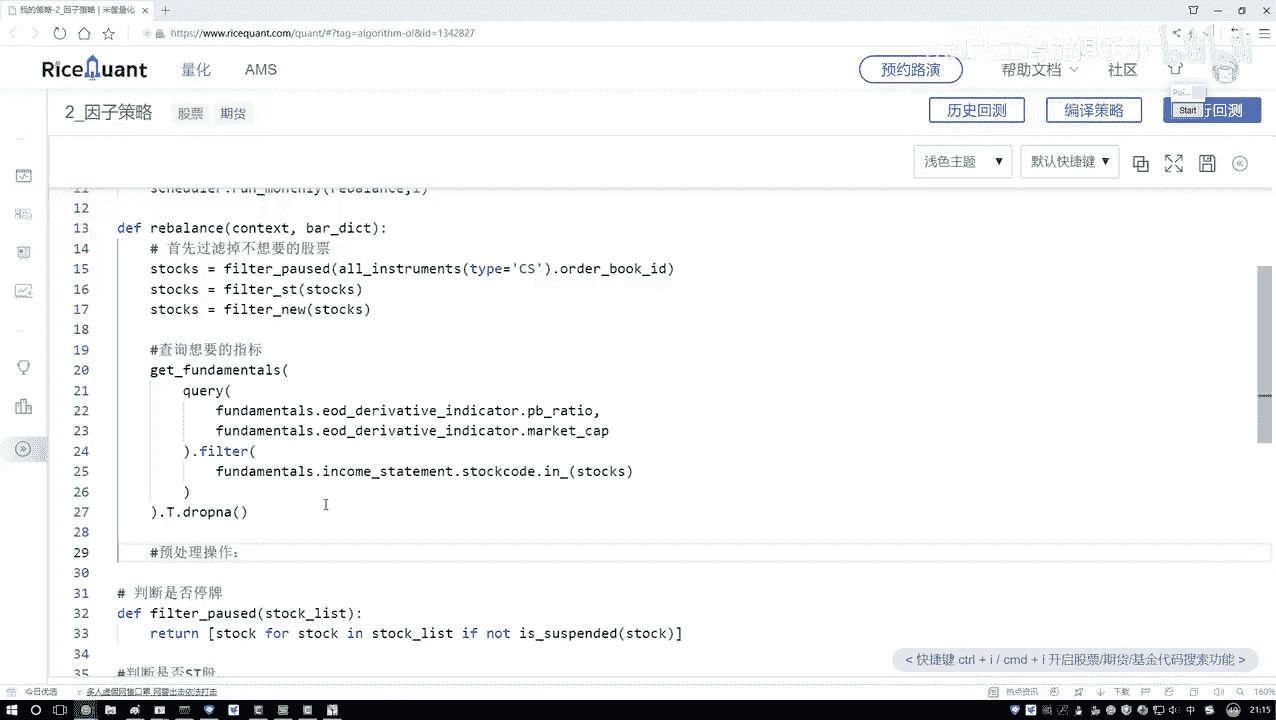 我的策略-2_因子策略 | 米筐量化
https://www.ricequant.com/quant/#?tag=algorithm-ol&id=1342827
RiceQuant 量化 AMS 预约路演 帮助文档 社区
2_因子策略 股票 期货 历史回测 编译策略 行回测
Poi...
Start
浅色主题 ▼ 默认快捷键 ▼
11 scheduler.run_monthly(rebalance,1)
12
13 def rebalance(context, bar_dict):
14 # 首先过滤掉不想要的股票
15 stocks = filter_paused(all_instruments(type='CS').order_book_id)
16 stocks = filter_st(stocks)
17 stocks = filter_new(stocks)
18
19 #查询想要的指标
20 get_fundamentals(
21 query(
22 fundamentals.eod_derivative_indicator.pb_ratio,
23 fundamentals.eod_derivative_indicator.market_cap
24 ).filter(
25 fundamentals.income_statement.stockcode.in_(stocks)
26 )
27 ).T.dropna()
28
29 #预处理操作:
30
31 # 判断是否停牌
32 def filter_paused(stock_list):
33 return [stock for stock in stock_list if not is_suspended(stock)]
34
35 #判断是否ST股
< 快捷键 ctrl + i / cmd + i 开启股票/期货/基金代码搜索功能 >
今日优选 多人虚假网售口罩 网警出击依法打击 热点资讯 下载 160%
中 21:15